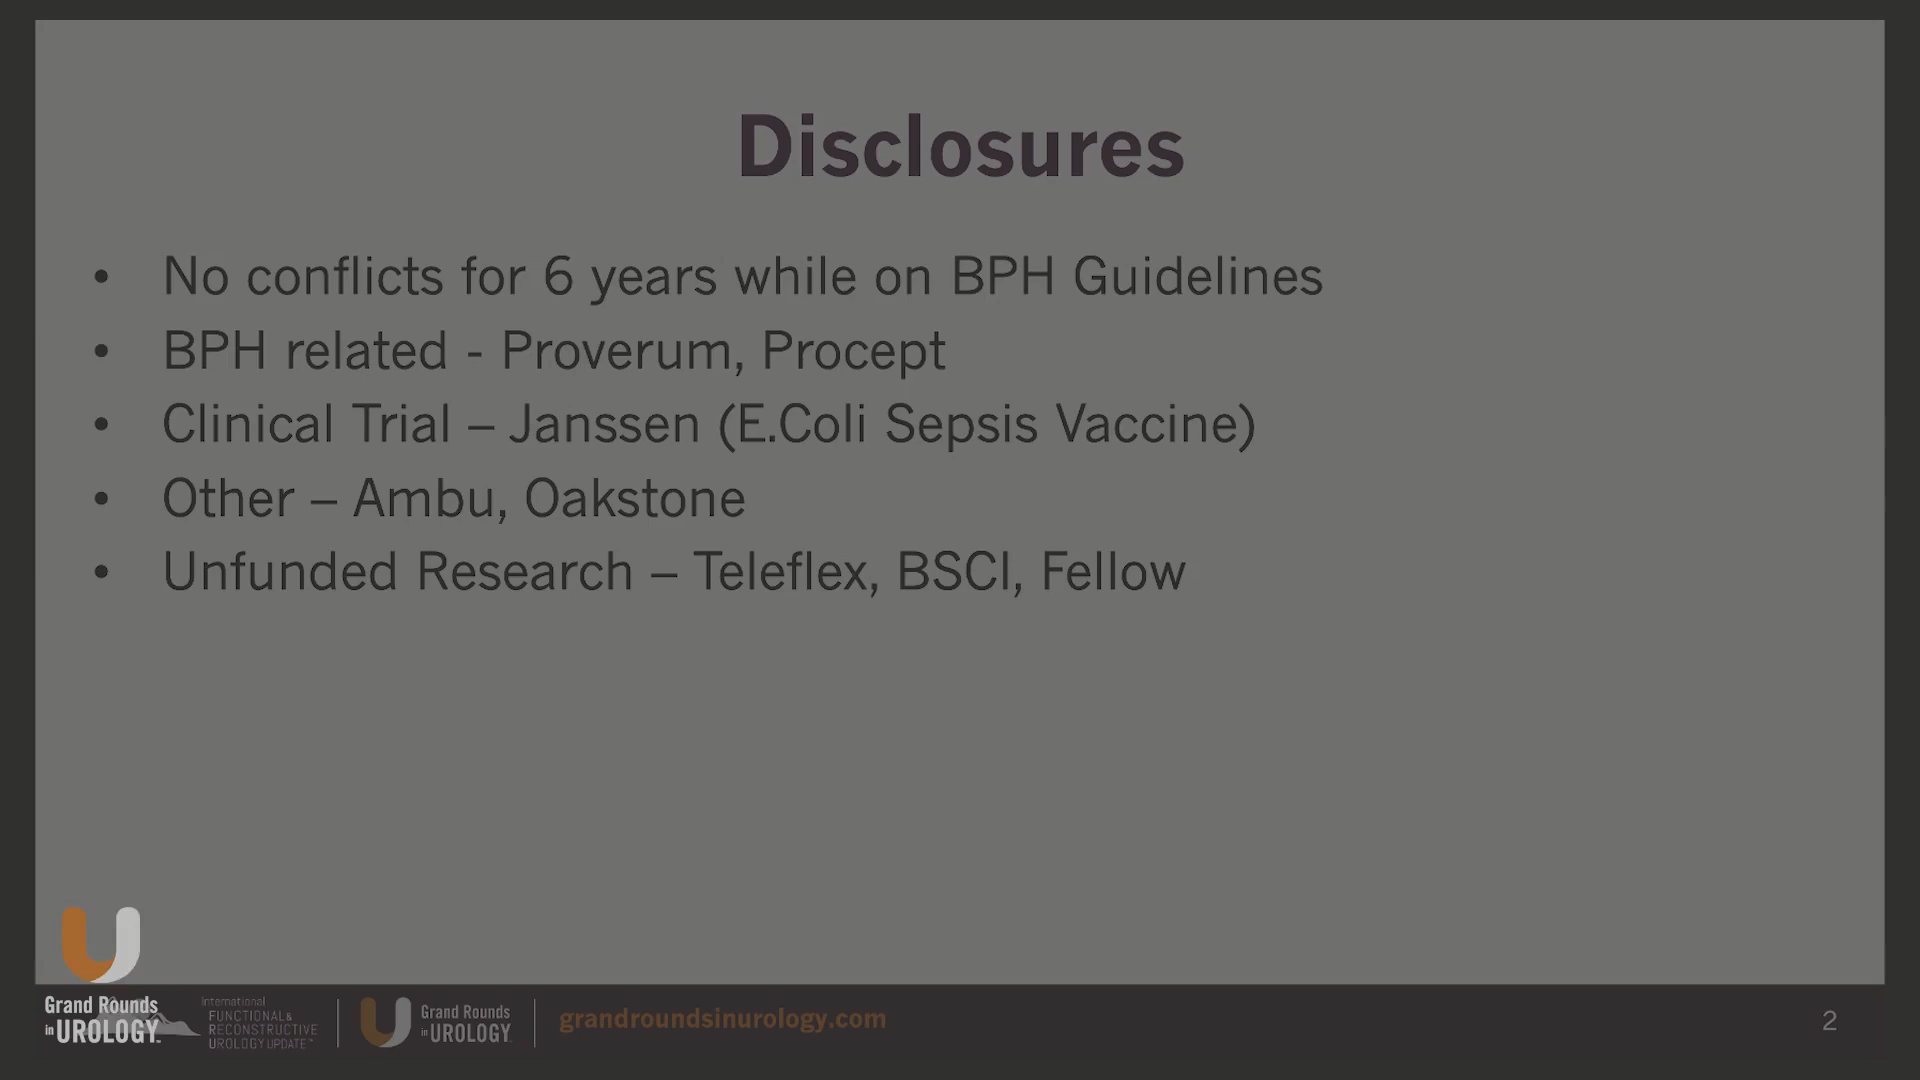 Disclosures
• No conflicts for 6 years while on BPH Guidelines
• BPH related - Proverum, Procept
• Clinical Trial – Janssen (E.Coli Sepsis Vaccine)
• Other – Ambu, Oakstone
• Unfunded Research – Teleflex, BSCI, Fellow
Grand Rounds
in UROLOGY
International
FUNCTIONAL &
RECONSTRUCTIVE
UROLOGY UPDATE™
Grand Rounds
in UROLOGY
grandroundsinurology.com
2